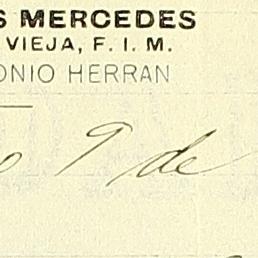 S MERCEDES
VIEJA, F. I. M.
ONIO HERRAN
o 9 de